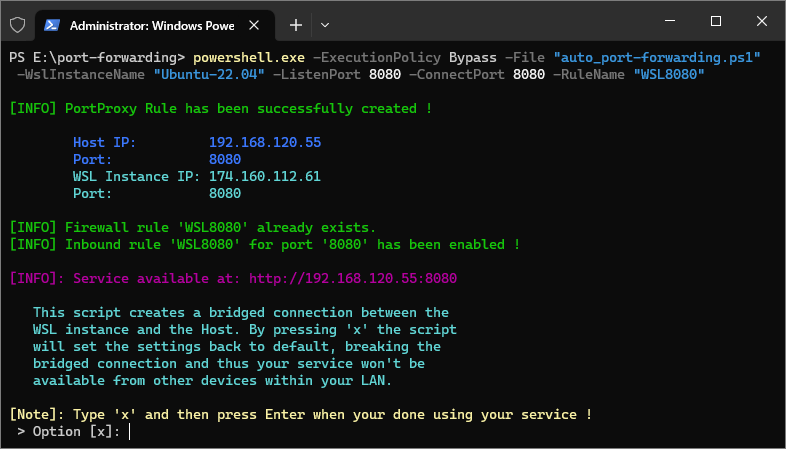 Administrator: Windows Powe
PS E:\port-forwarding> powershell.exe -ExecutionPolicy Bypass -File "auto_port-forwarding.ps1"
-WslInstanceName "Ubuntu-22.04" -ListenPort 8080 -ConnectPort 8080 -RuleName "WSL8080"
[INFO] PortProxy Rule has been successfully created !
Host IP: 192.168.120.55
Port: 8080
WSL Instance IP: 174.160.112.61
Port: 8080
[INFO] Firewall rule 'WSL8080' already exists.
[INFO] Inbound rule 'WSL8080' for port '8080' has been enabled !
[INFO]: Service available at: http://192.168.120.55:8080
This script creates a bridged connection between the
WSL instance and the Host. By pressing 'x' the script
will set the settings back to default, breaking the
bridged connection and thus your service won't be
available from other devices within your LAN.
[Note]: Type 'x' and then press Enter when your done using your service !
> Option [x]: